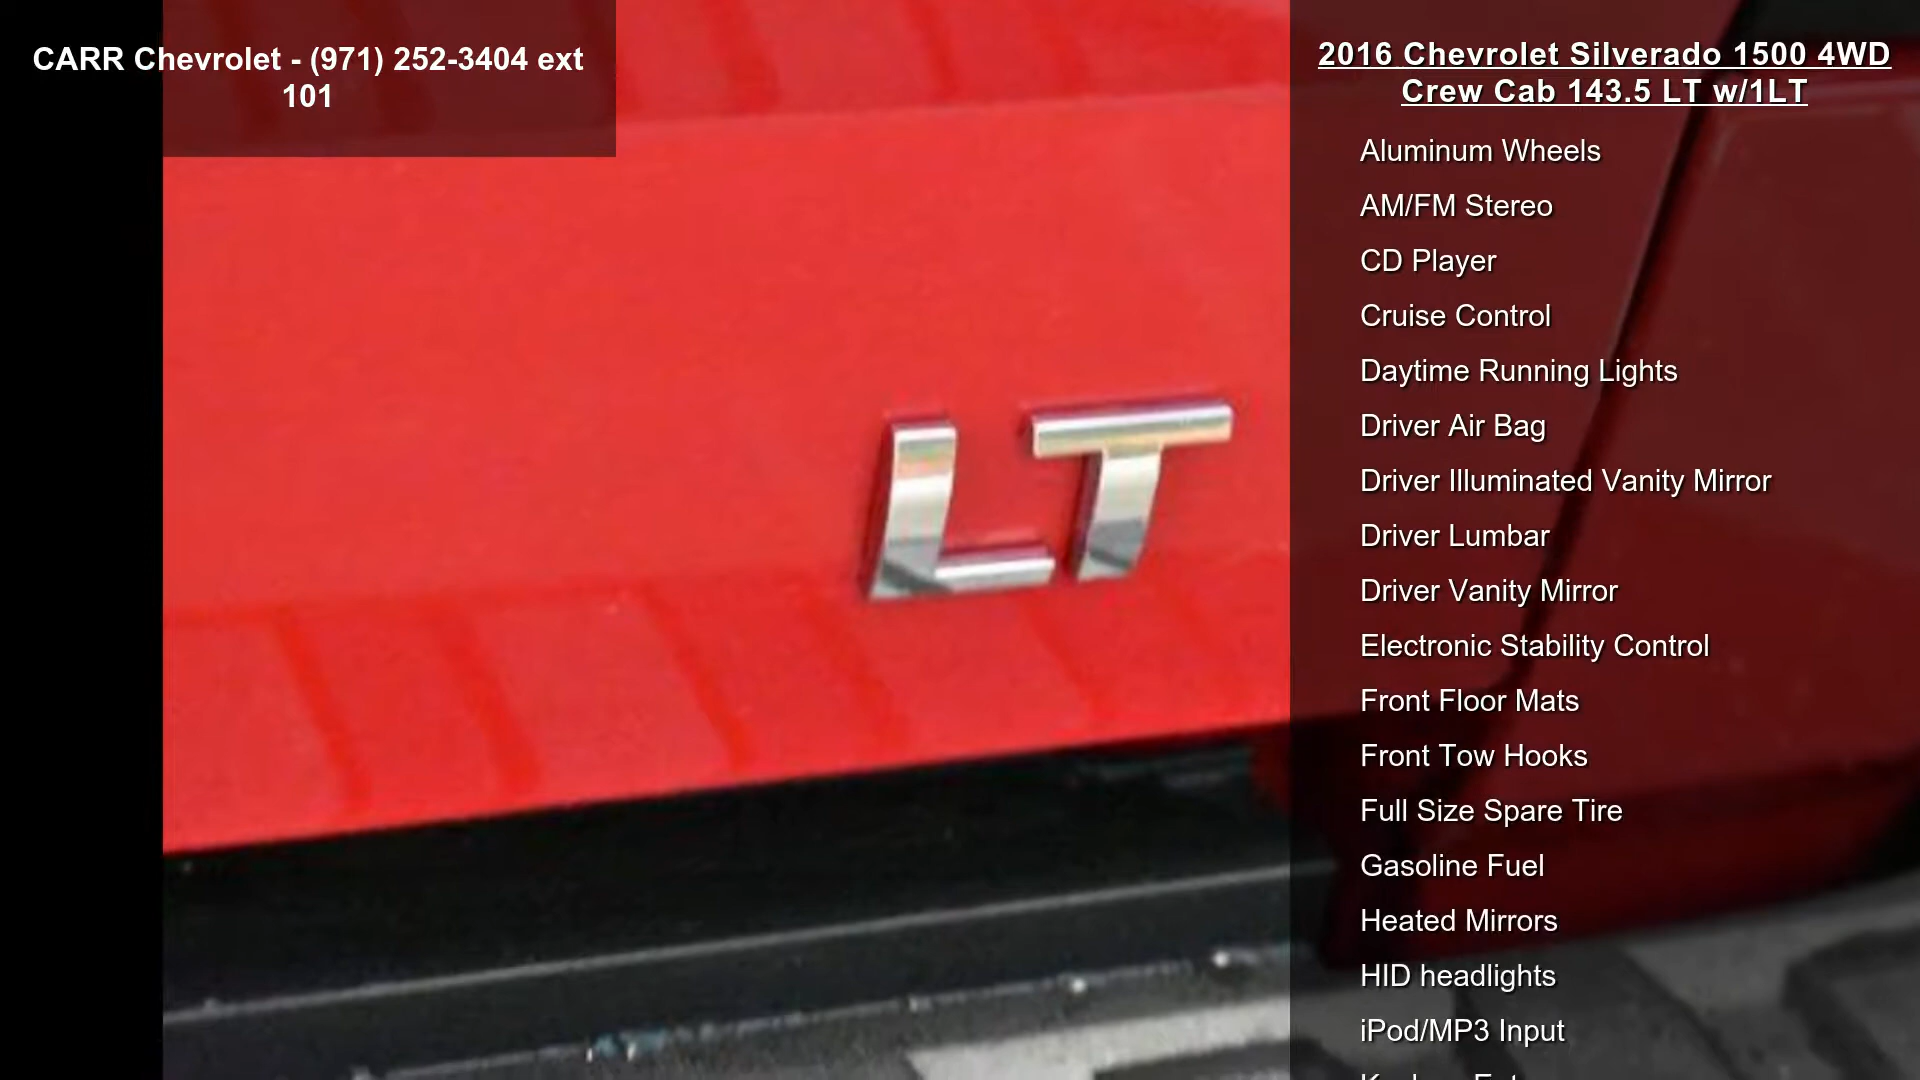 CARR Chevrolet - (971) 252-3404 ext
101
LT
2016 Chevrolet Silverado 1500 4WD
Crew Cab 143.5 LT w/1LT
Aluminum Wheels
AM/FM Stereo
CD Player
Cruise Control
Daytime Running Lights
Driver Air Bag
Driver Illuminated Vanity Mirror
Driver Lumbar
Driver Vanity Mirror
Electronic Stability Control
Front Floor Mats
Front Tow Hooks
Full Size Spare Tire
Gasoline Fuel
Heated Mirrors
HID headlights
iPod/MP3 Input